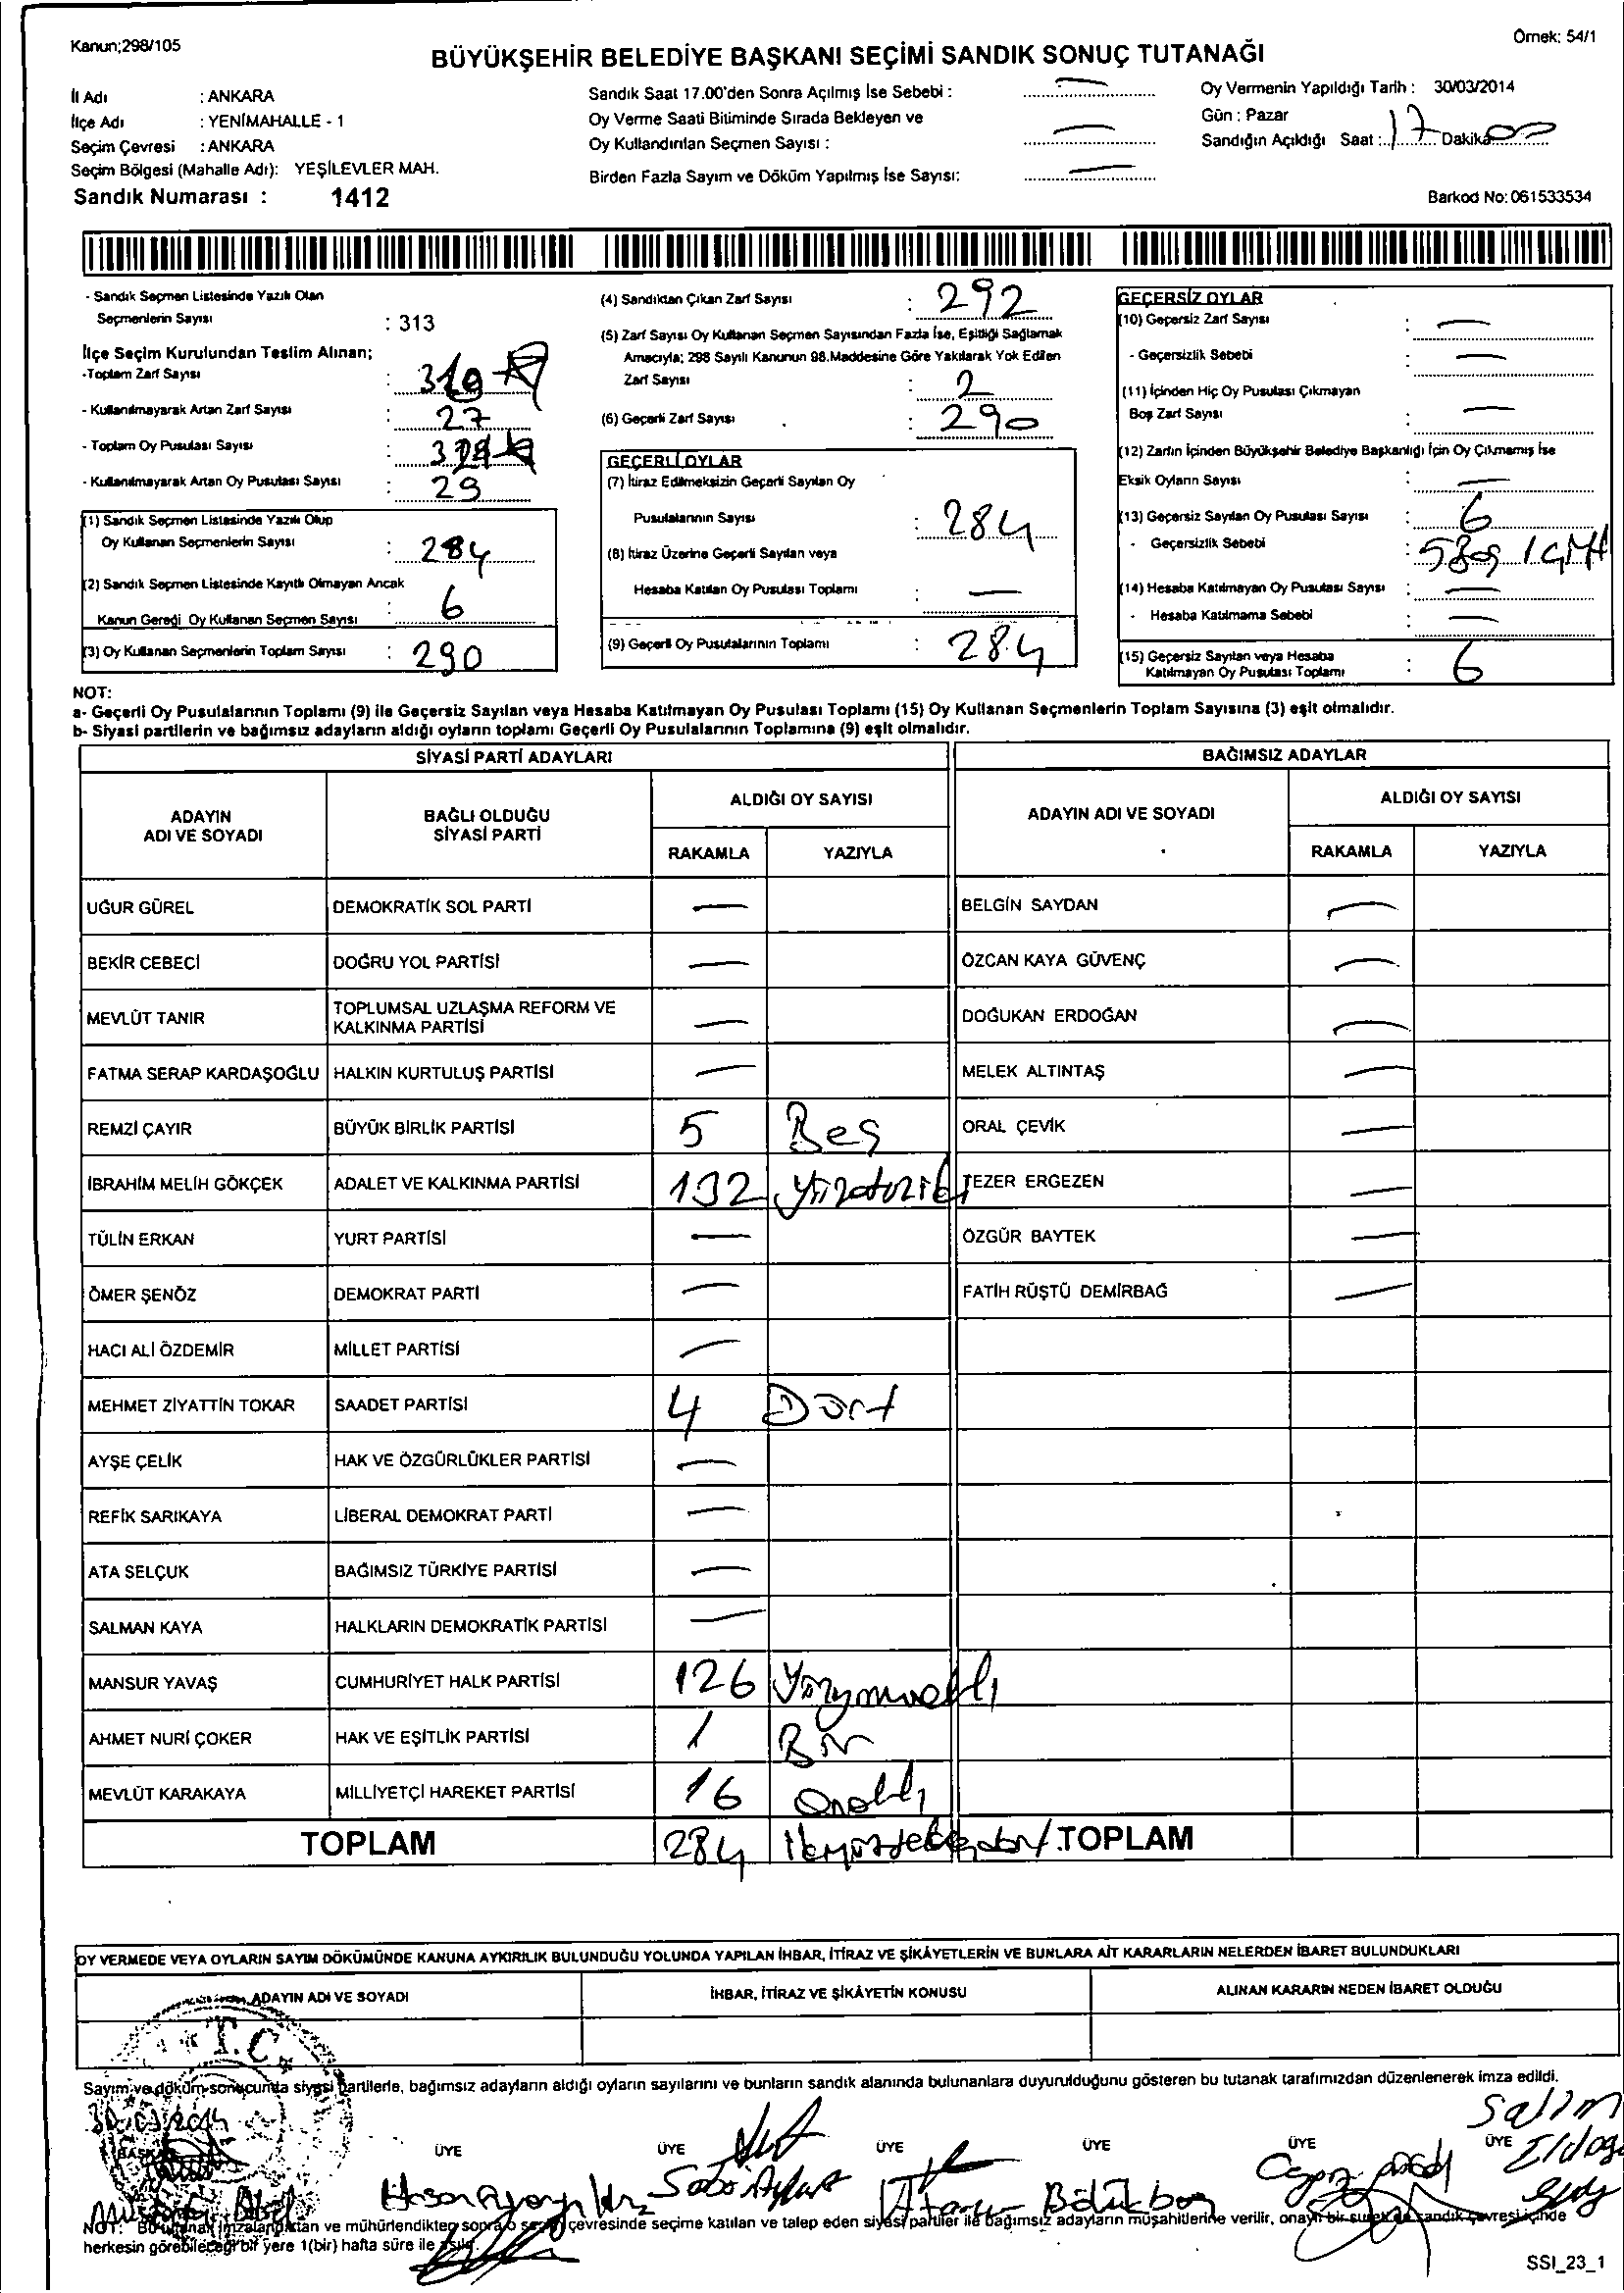 Kanun;298/105
Örnek: 54/1
BÜYÜKŞEHİR BELEDİYE BAŞKANI SEÇİMİ SANDIK SONUÇ TUTANAĞI
İl Adı : ANKARA
İlçe Adı : YENİMAHALLE - 1
Seçim Çevresi : ANKARA
Seçim Bölgesi (Mahalle Adı): YEŞİLEVLER MAH.
Sandık Numarası : 1412
Sandık Saat 17.00'den Sonra Açılmış İse Sebebi : —
Oy Verme Saati Bitiminde Sırada Bekleyen ve
Oy Kullandırılan Seçmen Sayısı : —
Birden Fazla Sayım ve Döküm Yapılmış İse Sayısı: —
Oy Vermenin Yapıldığı Tarih : 30/03/2014
Gün : Pazar
Sandığın Açıldığı Saat : 17 Dakika 00
Barkod No: 061533534
- Sandık Seçmen Listesinde Yazılı Olan
Seçmenlerin Sayısı : 313
İlçe Seçim Kurulundan Teslim Alınan;
-Toplam Zarf Sayısı :
- Kullanılmayarak Artan Zarf Sayısı : 27
- Toplam Oy Pusulası Sayısı :
- Kullanılmayarak Artan Oy Pusulası Sayısı : 29
(1) Sandık Seçmen Listesinde Yazılı Olup
Oy Kullanan Seçmenlerin Sayısı : 284
(2) Sandık Seçmen Listesinde Kayıtlı Olmayan Ancak
Kanun Gereği Oy Kullanan Seçmen Sayısı : 6
(3) Oy Kullanan Seçmenlerin Toplam Sayısı : 290
(4) Sandıktan Çıkan Zarf Sayısı : 292
(5) Zarf Sayısı Oy Kullanan Seçmen Sayısından Fazla İse, Eşitliği Sağlamak
Amacıyla; 298 Sayılı Kanunun 98.Maddesine Göre Yakılarak Yok Edilen
Zarf Sayısı : 2
(6) Geçerli Zarf Sayısı : 290
GEÇERLİ OYLAR
(7) İtiraz Edilmeksizin Geçerli Sayılan Oy
Pusulalarının Sayısı : 284
(8) İtiraz Üzerine Geçerli Sayılan veya
Hesaba Katılan Oy Pusulası Toplamı : —
(9) Geçerli Oy Pusulalarının Toplamı : 284
GEÇERSİZ OYLAR
(10) Geçersiz Zarf Sayısı : —
- Geçersizlik Sebebi : —
(11) İçinden Hiç Oy Pusulası Çıkmayan
Boş Zarf Sayısı : —
(12) Zarfın İçinden Büyükşehir Belediye Başkanlığı İçin Oy Çıkmamış İse
Eksik Oyların Sayısı : —
(13) Geçersiz Sayılan Oy Pusulası Sayısı : 6
- Geçersizlik Sebebi : 5 Boş 1
(14) Hesaba Katılmayan Oy Pusulası Sayısı : —
- Hesaba Katılmama Sebebi : —
(15) Geçersiz Sayılan veya Hesaba
Katılmayan Oy Pusulası Toplamı : 6
NOT:
a- Geçerli Oy Pusulalarının Toplamı (9) ile Geçersiz Sayılan veya Hesaba Katılmayan Oy Pusulası Toplamı (15) Oy Kullanan Seçmenlerin Toplam Sayısına (3) eşit olmalıdır.
b- Siyasi partilerin ve bağımsız adayların aldığı oyların toplamı Geçerli Oy Pusulalarının Toplamına (9) eşit olmalıdır.
SİYASİ PARTİ ADAYLARI
ADAYIN ADI VE SOYADI
BAĞLI OLDUĞU SİYASİ PARTİ
ALDIĞI OY SAYISI
RAKAMLA YAZIYLA
UĞUR GÜREL DEMOKRATİK SOL PARTİ —
BEKİR CEBECİ DOĞRU YOL PARTİSİ —
MEVLÜT TANIR TOPLUMSAL UZLAŞMA REFORM VE KALKINMA PARTİSİ —
FATMA SERAP KARDAŞOĞLU HALKIN KURTULUŞ PARTİSİ —
REMZİ ÇAYIR BÜYÜK BİRLİK PARTİSİ 5 Beş
İBRAHİM MELİH GÖKÇEK ADALET VE KALKINMA PARTİSİ 132 Yüzotuziki
TÜLİN ERKAN YURT PARTİSİ —
ÖMER ŞENÖZ DEMOKRAT PARTİ —
HACI ALİ ÖZDEMİR MİLLET PARTİSİ —
MEHMET ZİYATTİN TOKAR SAADET PARTİSİ 4 Dört
AYŞE ÇELİK HAK VE ÖZGÜRLÜKLER PARTİSİ —
REFİK SARIKAYA LİBERAL DEMOKRAT PARTİ —
ATA SELÇUK BAĞIMSIZ TÜRKİYE PARTİSİ —
SALMAN KAYA HALKLARIN DEMOKRATİK PARTİSİ —
MANSUR YAVAŞ CUMHURİYET HALK PARTİSİ 126 Yüzyirmialtı
AHMET NURİ ÇOKER HAK VE EŞİTLİK PARTİSİ 1 Bir
MEVLÜT KARAKAYA MİLLİYETÇİ HAREKET PARTİSİ 16 Onaltı
TOPLAM 284 İkiyüzseksendört
BAĞIMSIZ ADAYLAR
ADAYIN ADI VE SOYADI
ALDIĞI OY SAYISI
RAKAMLA YAZIYLA
BELGİN SAYDAN —
ÖZCAN KAYA GÜVENÇ —
DOĞUKAN ERDOĞAN —
MELEK ALTINTAŞ —
ORAL ÇEVİK —
TEZER ERGEZEN —
ÖZGÜR BAYTEK —
FATİH RÜŞTÜ DEMİRBAĞ —
TOPLAM
OY VERMEDE VEYA OYLARIN SAYIM DÖKÜMÜNDE KANUNA AYKIRILIK BULUNDUĞU YOLUNDA YAPILAN İHBAR, İTİRAZ VE ŞİKÂYETLERİN VE BUNLARA AİT KARARLARIN NELERDEN İBARET BULUNDUKLARI
ADAYIN ADI VE SOYADI
İHBAR, İTİRAZ VE ŞİKÂYETİN KONUSU
ALINAN KARARIN NEDEN İBARET OLDUĞU
T.C.
Sayım ve döküm sonucunda siyasi partilerle, bağımsız adayların aldığı oyların sayılarını ve bunların sandık alanında bulunanlara duyurulduğunu gösteren bu tutanak tarafımızdan düzenlenerek imza edildi.
30.03.2014
BAŞKAN ÜYE ÜYE ÜYE ÜYE ÜYE ÜYE
Salim
NOT: Bu tutanak imzalandıktan ve mühürlendikten sonra o seçim çevresinde seçime katılan ve talep eden siyasi partiler ile bağımsız adayların müşahitlerine verilir, onaylı bir sureti de sandık çevresi içinde
herkesin görebileceği bir yere 1(bir) hafta süre ile asılır.
SSI_23_1